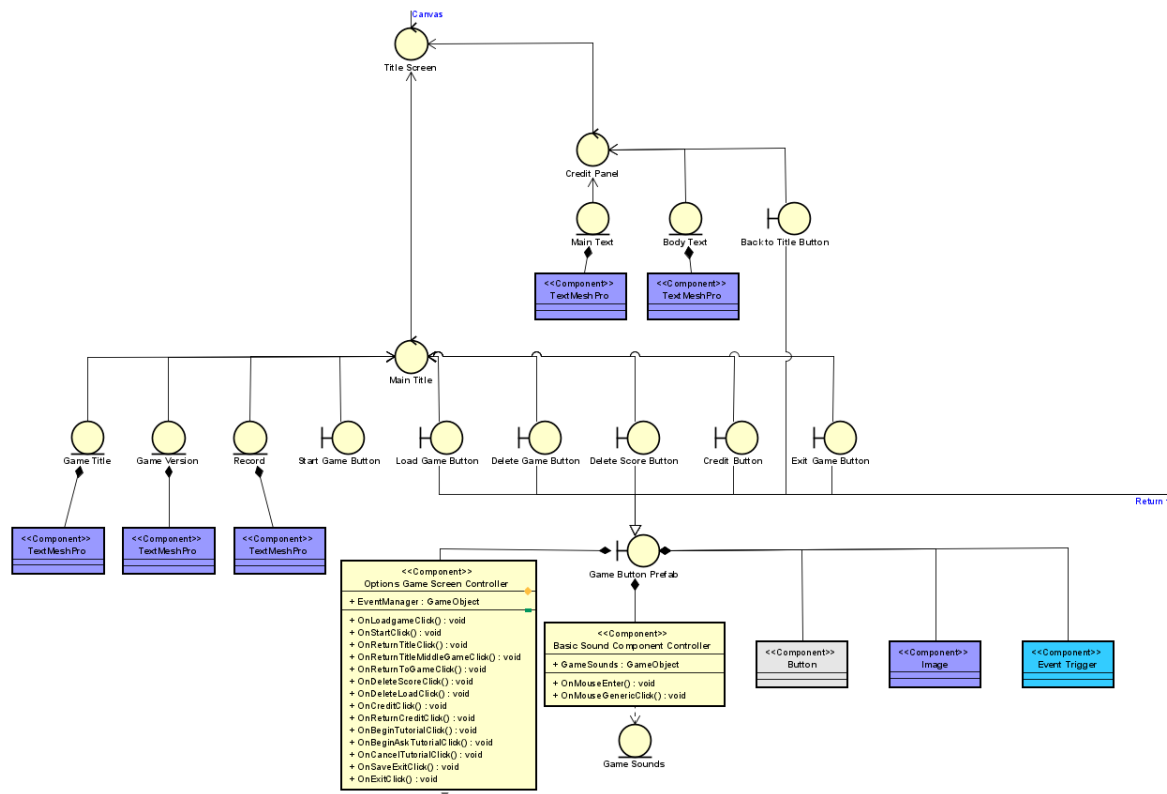 Canvas
Title Screen
Credit Panel
Main Text
Body Text
Back to Title Button
<<Component>>
TextMeshPro
<<Component>>
TextMeshPro
Main Title
Game Title
Game Version
Record
Start Game Button
Load Game Button
Delete Game Button
Delete Score Button
Credit Button
Exit Game Button
Return
<<Component>>
TextMeshPro
<<Component>>
TextMeshPro
<<Component>>
TextMeshPro
Game Button Prefab
<<Component>>
Options Game Screen Controller
+ EventManager : GameObject
+ OnLoadgameClick() : void
+ OnStartClick() : void
+ OnReturnTitleClick() : void
+ OnReturnTitleMiddleGameClick() : void
+ OnReturnToGameClick() : void
+ OnDeleteScoreClick() : void
+ OnDeleteLoadClick() : void
+ OnCreditClick() : void
+ OnReturnCreditClick() : void
+ OnBeginTutorialClick() : void
+ OnBeginAskTutorialClick() : void
+ OnCancelTutorialClick() : void
+ OnSaveExitClick() : void
+ OnExitClick() : void
<<Component>>
Basic Sound Component Controller
+ GameSounds : GameObject
+ OnMouseEnter() : void
+ OnMouseGenericClick() : void
<<Component>>
Button
<<Component>>
Image
<<Component>>
Event Trigger
Game Sounds